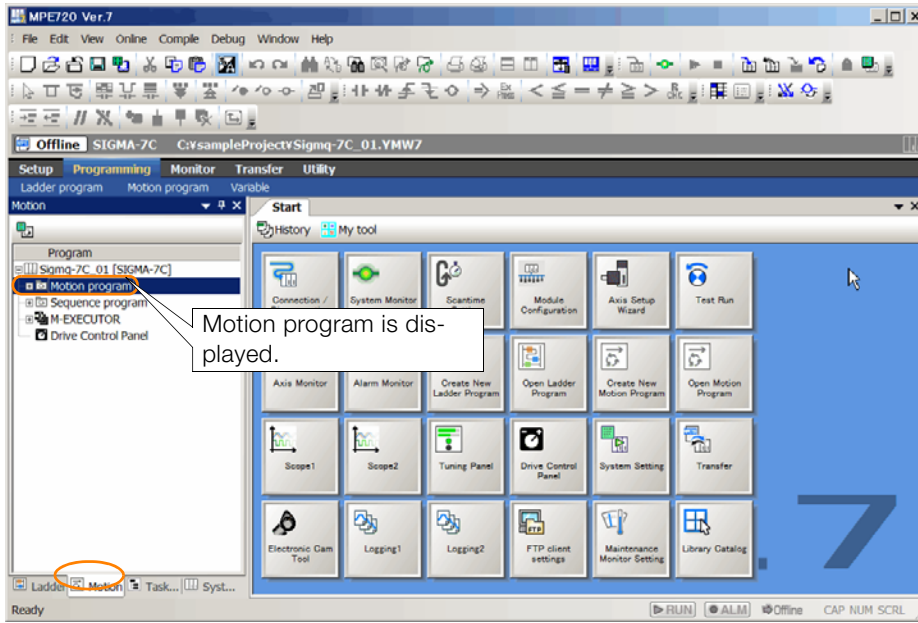 MPE720 Ver.7
File Edit View Online Compile Debug Window Help
Offline SIGMA-7C C:¥sampleProject¥Sigmq-7C_01.YMW7
Setup Programming Monitor Transfer Utility
Ladder program Motion program Variable
Motion
Start
History My tool
Program
Sigmq-7C_01 [SIGMA-7C]
Motion program
Sequence program
M-EXECUTOR
Drive Control Panel
Motion program is dis-
played.
Connection /
System Monitor
Scantime
Module
Configuration
Axis Setup
Wizard
Test Run
Axis Monitor
Alarm Monitor
Create New
Ladder Program
Open Ladder
Program
Create New
Motion Program
Open Motion
Program
Scope1
Scope2
Tuning Panel
Drive Control
Panel
System Setting
Transfer
Electronic Cam
Tool
Logging1
Logging2
FTP client
settings
Maintenance
Monitor Setting
Library Catalog
.7
Ladder Motion Task... Syst...
Ready RUN ALM Offline CAP NUM SCRL